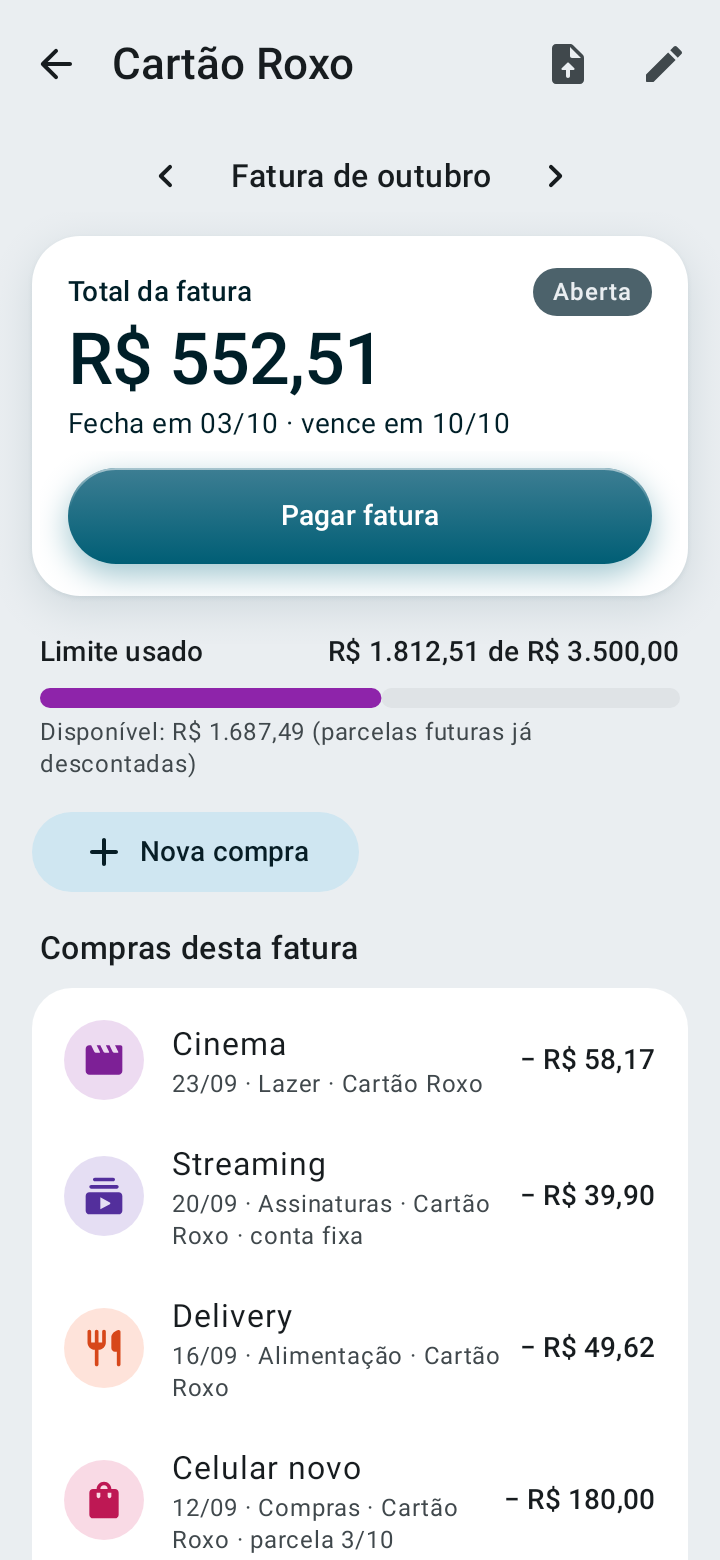 Cartão Roxo
Fatura de outubro
Total da fatura
Aberta
R$ 552,51
Fecha em 03/10 · vence em 10/10
Pagar fatura
Limite usado
R$ 1.812,51 de R$ 3.500,00
Disponível: R$ 1.687,49 (parcelas futuras já
descontadas)
Nova compra
Compras desta fatura
Cinema
23/09 · Lazer · Cartão Roxo
− R$ 58,17
Streaming
20/09 · Assinaturas · Cartão
Roxo · conta fixa
− R$ 39,90
Delivery
16/09 · Alimentação · Cartão
Roxo
− R$ 49,62
Celular novo
12/09 · Compras · Cartão
Roxo · parcela 3/10
− R$ 180,00